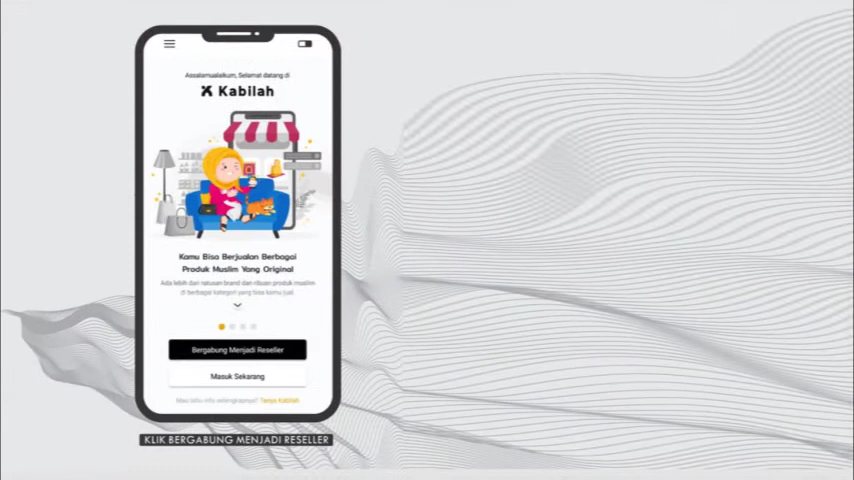 Assalamualaikum, Selamat datang di
Kabilah
Kamu Bisa Berjualan Berbagai
Produk Muslim Yang Original
Ada lebih dari ratusan brand dan ribuan produk muslim
di berbagai kategori yang bisa kamu jual.
Bergabung Menjadi Reseller
Masuk Sekarang
Mau tahu info selengkapnya? Tanya Kabilah
KLIK BERGABUNG MENJADI RESELLER